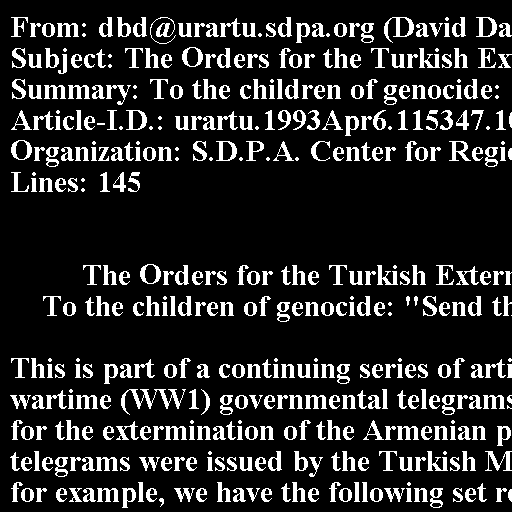 From: dbd@urartu.sdpa.org (David Da
Subject: The Orders for the Turkish Ex
Summary: To the children of genocide:
Article-I.D.: urartu.1993Apr6.115347.10
Organization: S.D.P.A. Center for Regi
Lines: 145
The Orders for the Turkish Extern
To the children of genocide: "Send th
This is part of a continuing series of arti
wartime (WW1) governmental telegrams
for the extermination of the Armenian p
telegrams were issued by the Turkish M
for example, we have the following set r